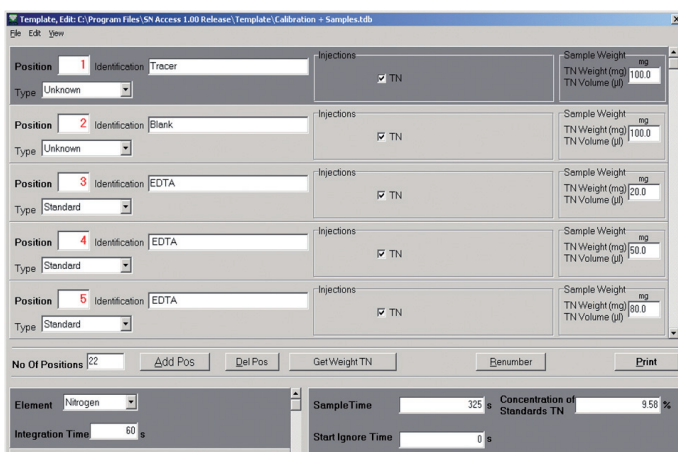 Template, Edit: C:\Program Files\SN Access 1.00 Release\Template\Calibration + Samples.tdb
File Edit View
Position 1 Identification Tracer
Type Unknown
Injections
TN
Sample Weight
mg
TN Weight (mg) 100.0
TN Volume (µl)
Position 2 Identification Blank
Type Unknown
Injections
TN
Sample Weight
mg
TN Weight (mg) 100.0
TN Volume (µl)
Position 3 Identification EDTA
Type Standard
Injections
TN
Sample Weight
mg
TN Weight (mg) 20.0
TN Volume (µl)
Position 4 Identification EDTA
Type Standard
Injections
TN
Sample Weight
mg
TN Weight (mg) 50.0
TN Volume (µl)
Position 5 Identification EDTA
Type Standard
Injections
TN
Sample Weight
mg
TN Weight (mg) 80.0
TN Volume (µl)
No Of Positions 22 Add Pos Del Pos Get Weight TN Renumber Print
Element Nitrogen
Integration Time 60 s
Sample Time 325 s
Concentration of
Standards TN 9.58 %
Start Ignore Time 0 s